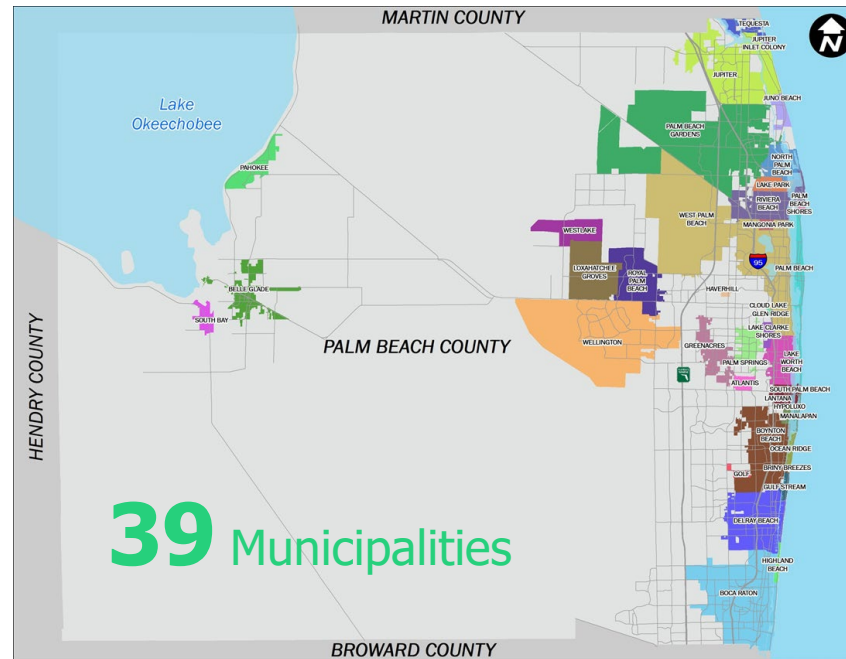 MARTIN COUNTY
TEQUESTA
N
JUPITER
INLET COLONY
JUPITER
Lake
Okeechobee
JUNO BEACH
PALM BEACH
GARDENS
PAHOKEE
NORTH
PALM
BEACH
LAKE PARK
RIVIERA
BEACH
PALM
BEACH
SHORES
WEST PALM
BEACH
MANGONIA PARK
WESTLAKE
95
LOXAHATCHEE
GROVES
ROYAL
PALM
BEACH
PALM BEACH
BELLE GLADE
HAVERHILL
CLOUD LAKE
GLEN RIDGE
SOUTH BAY
LAKE CLARKE
SHORES
HENDRY COUNTY
PALM BEACH COUNTY
WELLINGTON
GREENACRES
LAKE
WORTH
BEACH
PALM SPRINGS
ATLANTIS
SOUTH PALM BEACH
LANTANA
HYPOLUXO
MANALAPAN
BOYNTON
BEACH
OCEAN RIDGE
GOLF
BRINY BREEZES
GULF STREAM
39 Municipalities
DELRAY BEACH
HIGHLAND
BEACH
BOCA RATON
BROWARD COUNTY